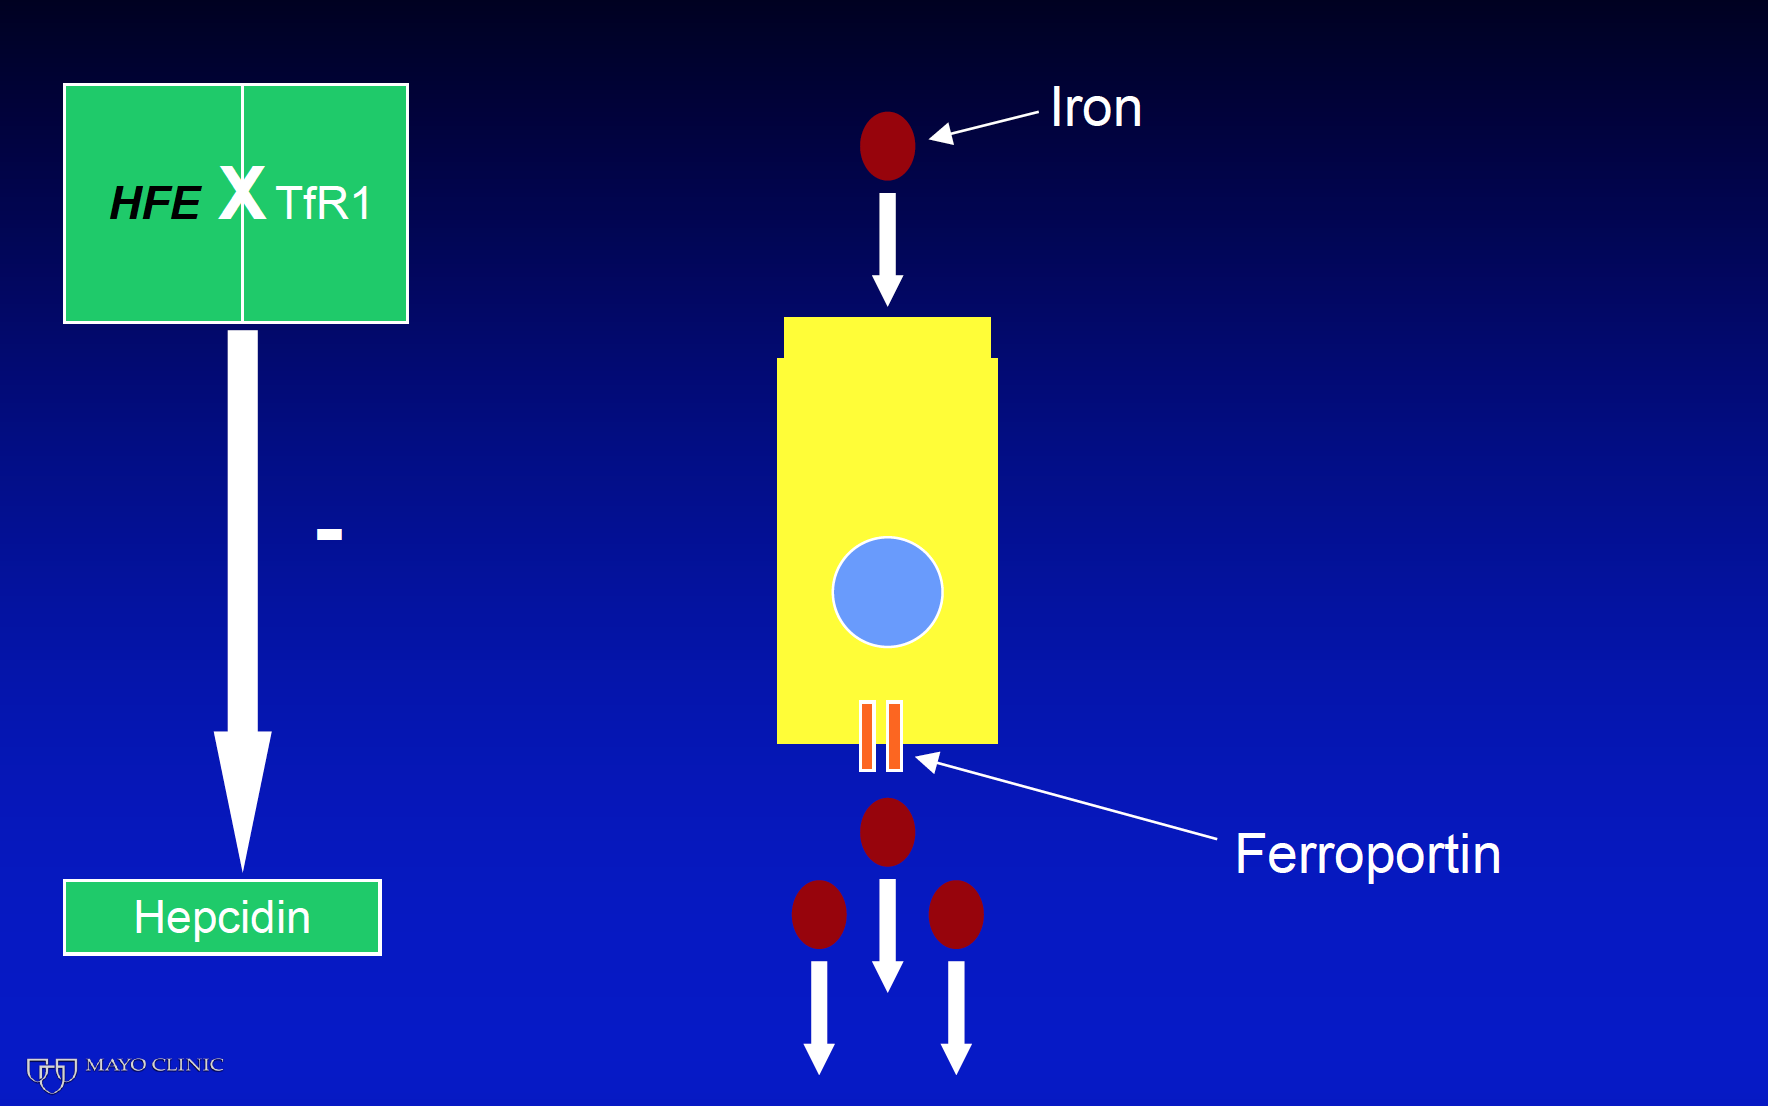 Iron
HFE X TfR1
-
Ferroportin
Hepcidin
MAYO CLINIC